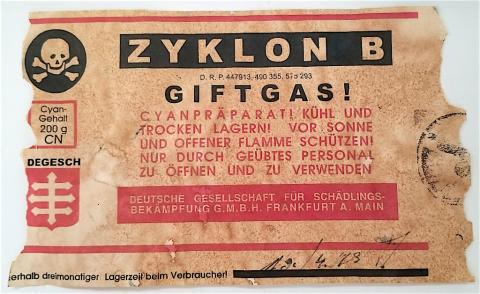 ZYKLON B
D. R. P. 447913, 490 355, 575 293
GIFTGAS!
Cyan-
Gehalt
200 g
CN
CYANPRÄPARAT! KÜHL UND
TROCKEN LAGERN! VOR SONNE
UND OFFENER FLAMME SCHÜTZEN!
NUR DURCH GEÜBTES PERSONAL
ZU ÖFFNEN UND ZU VERWENDEN
DEGESCH
DEUTSCHE GESELLSCHAFT FÜR SCHÄDLINGS-
BEKÄMPFUNG G.M.B.H. FRANKFURT A. MAIN
erhalb dreimonatiger Lagerzeit beim Verbraucher!